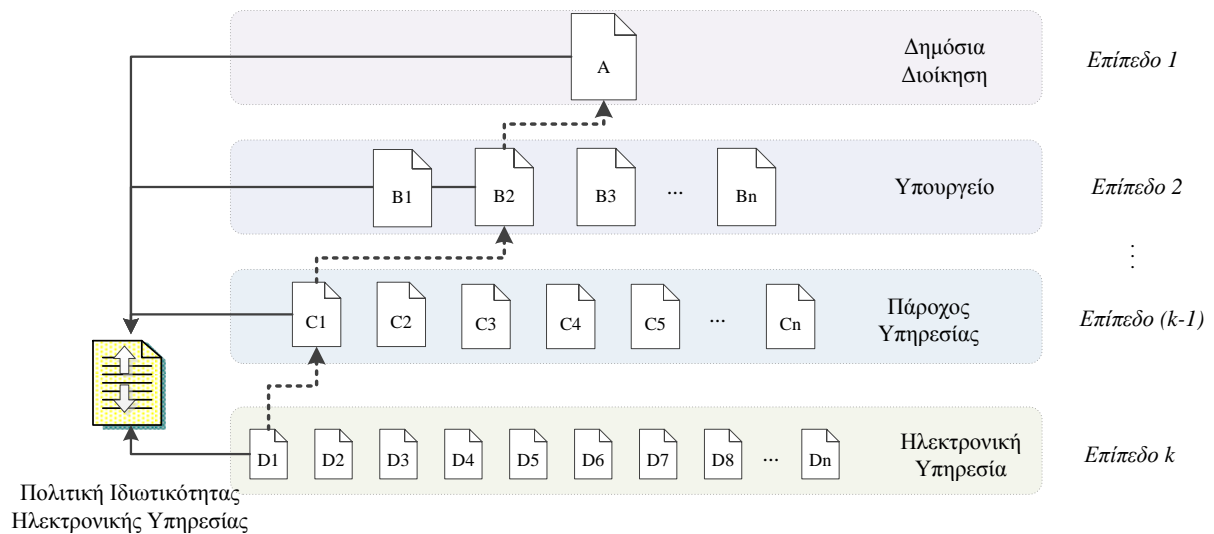 A
Δημόσια
Διοίκηση
Επίπεδο 1
B1
B2
B3
...
Bn
Υπουργείο
Επίπεδο 2
C1
C2
C3
C4
C5
...
Cn
Πάροχος
Υπηρεσίας
Επίπεδο (k-1)
D1
D2
D3
D4
D5
D6
D7
D8
...
Dn
Ηλεκτρονική
Υπηρεσία
Επίπεδο k
Πολιτική Ιδιωτικότητας
Ηλεκτρονικής Υπηρεσίας